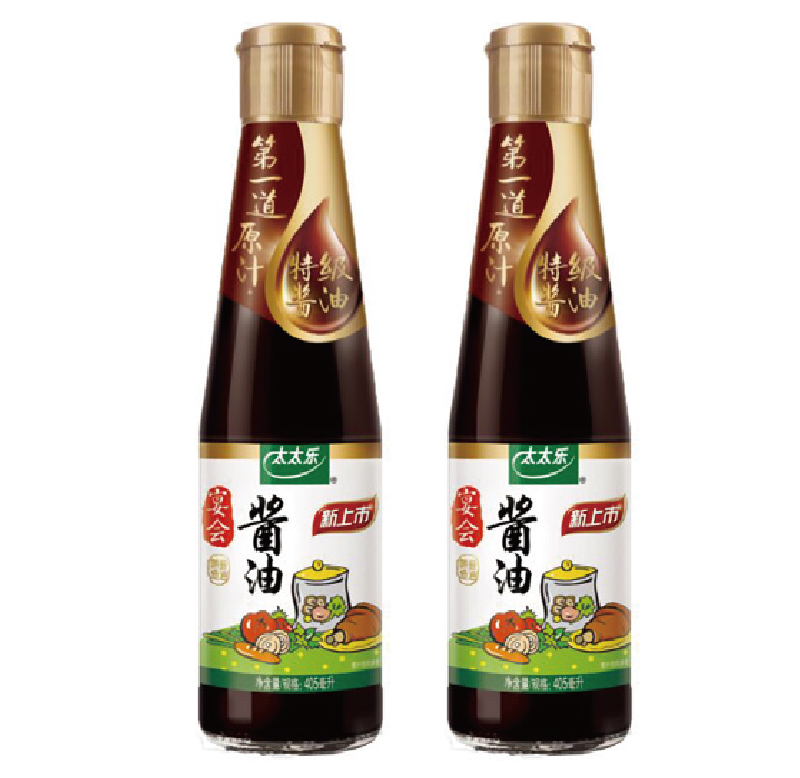 第一道原汁
特级
酱油
太太乐
®
宴会
酱油
新上市
净含量/规格: 405毫升
第一道原汁
特级
酱油
太太乐
®
宴会
酱油
新上市
净含量/规格: 405毫升